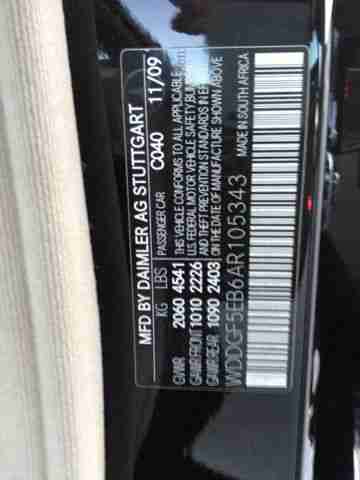 MFD BY DAIMLER AG STUTTGART
PASSENGER CAR C040 11/09
KG LBS
GVWR 2060 4541
GAWR/FRONT 1010 2226
GAWR/REAR 1090 2403
THIS VEHICLE CONFORMS TO ALL APPLICABLE
U.S. FEDERAL MOTOR VEHICLE SAFETY, BUMPER
AND THEFT PREVENTION STANDARDS IN EFFECT
ON THE DATE OF MANUFACTURE SHOWN ABOVE
MADE IN SOUTH AFRICA
WDDGF5EB6AR105343